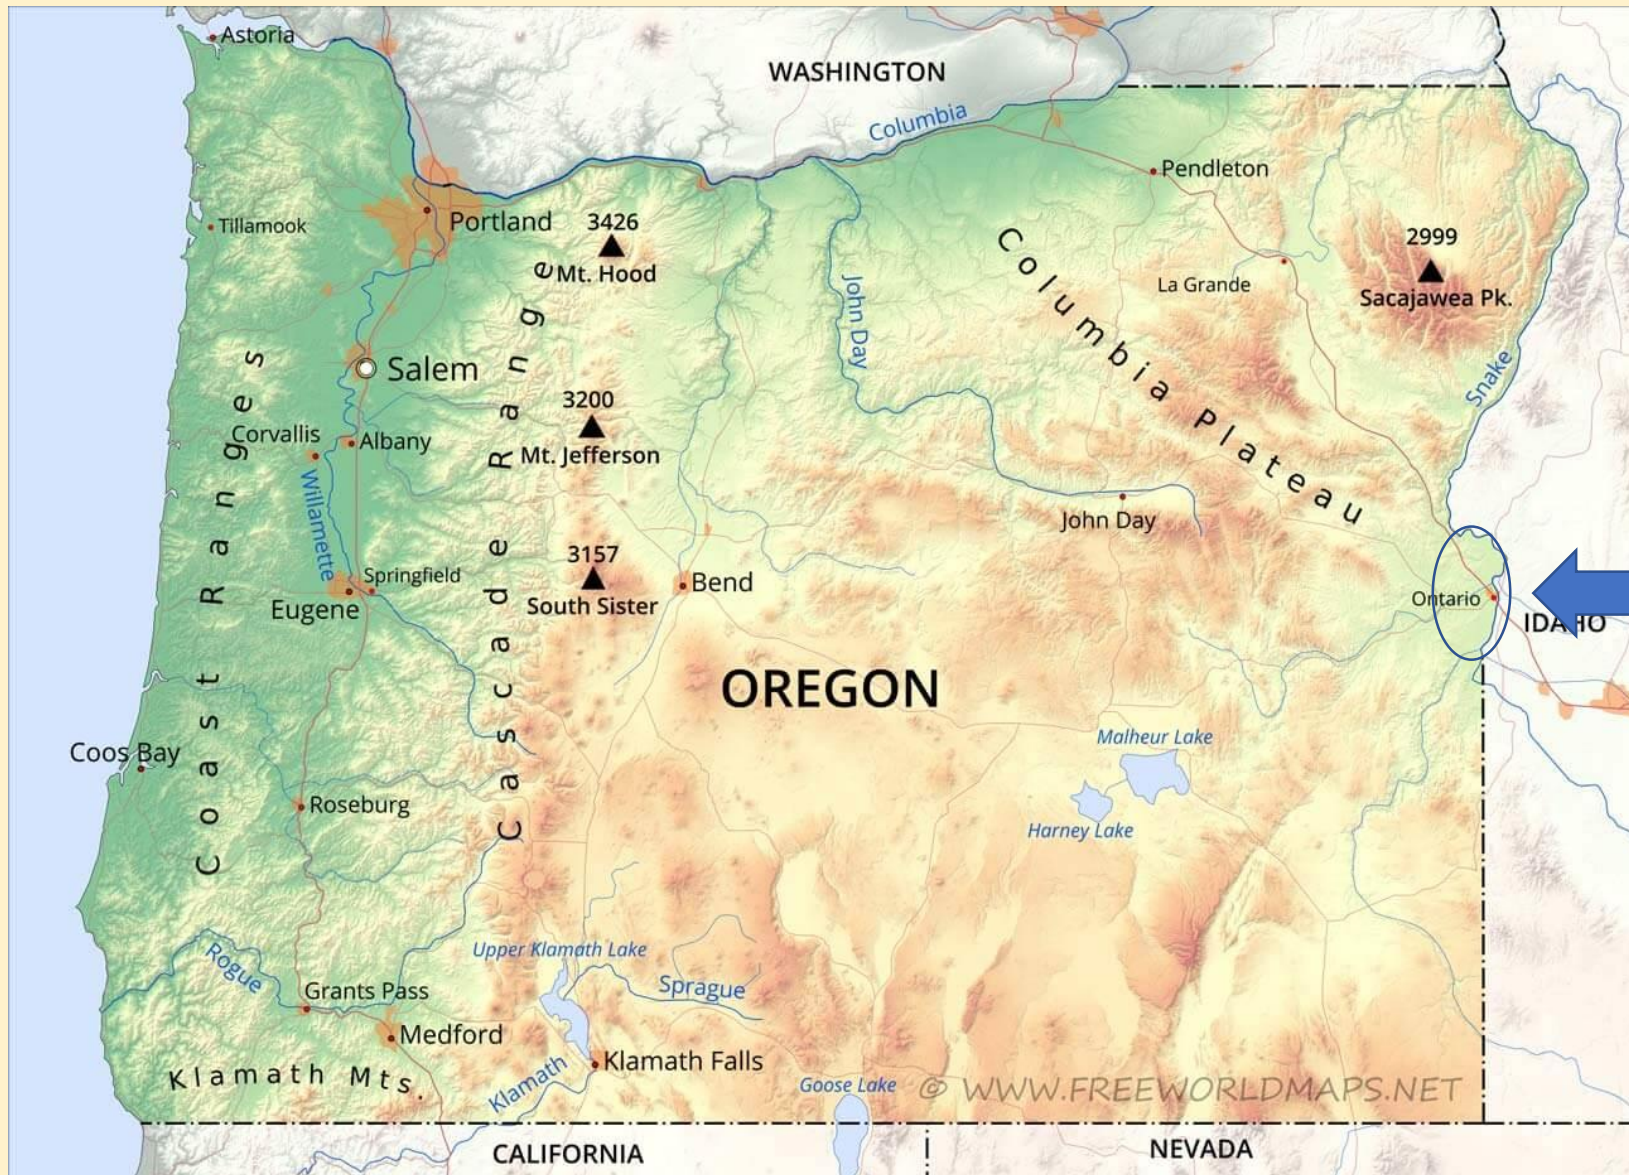 Astoria
WASHINGTON
Columbia
Pendleton
Tillamook
Portland
3426
Mt. Hood
2999
Sacajawea Pk.
La Grande
John Day
Columbia Plateau
Snake
Coast Ranges
Cascade Range
Salem
3200
Mt. Jefferson
Corvallis
Albany
Willamette
John Day
3157
South Sister
Springfield
Eugene
Bend
Ontario
IDAHO
OREGON
Malheur Lake
Harney Lake
Coos Bay
Roseburg
Upper Klamath Lake
Rogue
Sprague
Grants Pass
Medford
Klamath Falls
Klamath Mts.
Klamath
Goose Lake
© WWW.FREEWORLDMAPS.NET
CALIFORNIA
NEVADA